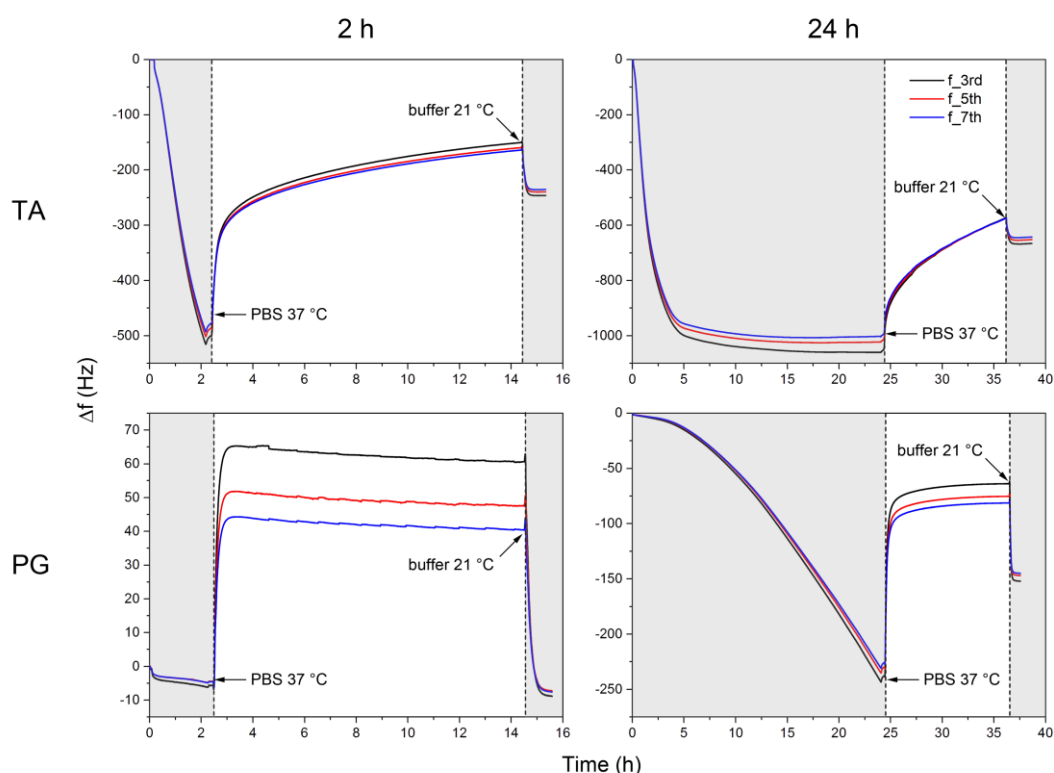 2 h
24 h
TA
PG
Δf (Hz)
Time (h)
0
-100
-200
-300
-400
-500
0 2 4 6 8 10 12 14 16
buffer 21 °C
PBS 37 °C
0
-200
-400
-600
-800
-1000
0 5 10 15 20 25 30 35 40
f_3rd
f_5th
f_7th
buffer 21 °C
PBS 37 °C
70
60
50
40
30
20
10
0
-10
0 2 4 6 8 10 12 14 16
buffer 21 °C
PBS 37 °C
0
-50
-100
-150
-200
-250
0 5 10 15 20 25 30 35 40
buffer 21 °C
PBS 37 °C